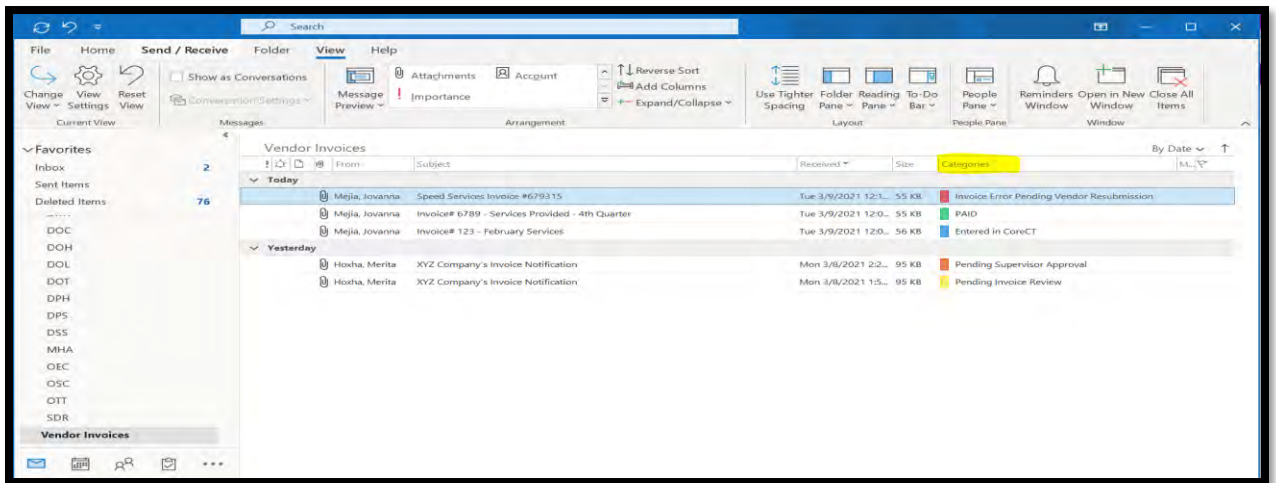 Search
File Home Send / Receive Folder View Help
Change View
View Settings
Reset View
Current View
Show as Conversations
Conversation Settings
Messages
Message Preview
Attachments Account
Importance
Reverse Sort
Add Columns
Expand/Collapse
Arrangement
Use Tighter Spacing
Folder Pane
Reading Pane
To-Do Bar
Layout
People Pane
People Pane
Reminders Window
Open in New Window
Close All Items
Window
Favorites
Inbox 2
Sent Items
Deleted Items 76
DOC
DOH
DOL
DOT
DPH
DPS
DSS
MHA
OEC
OSC
OTT
SDR
Vendor Invoices
Vendor Invoices By Date
! From Subject Received Size Categories M...
Today
Mejia, Jovanna Speed Services Invoice #679315 Tue 3/9/2021 12:1... 55 KB Invoice Error Pending Vendor Resubmission
Mejia, Jovanna Invoice# 6789 - Services Provided - 4th Quarter Tue 3/9/2021 12:0... 55 KB PAID
Mejia, Jovanna Invoice# 123 - February Services Tue 3/9/2021 12:0... 56 KB Entered in CoreCT
Yesterday
Hoxha, Merita XYZ Company's Invoice Notification Mon 3/8/2021 2:2... 95 KB Pending Supervisor Approval
Hoxha, Merita XYZ Company's Invoice Notification Mon 3/8/2021 1:5... 95 KB Pending Invoice Review